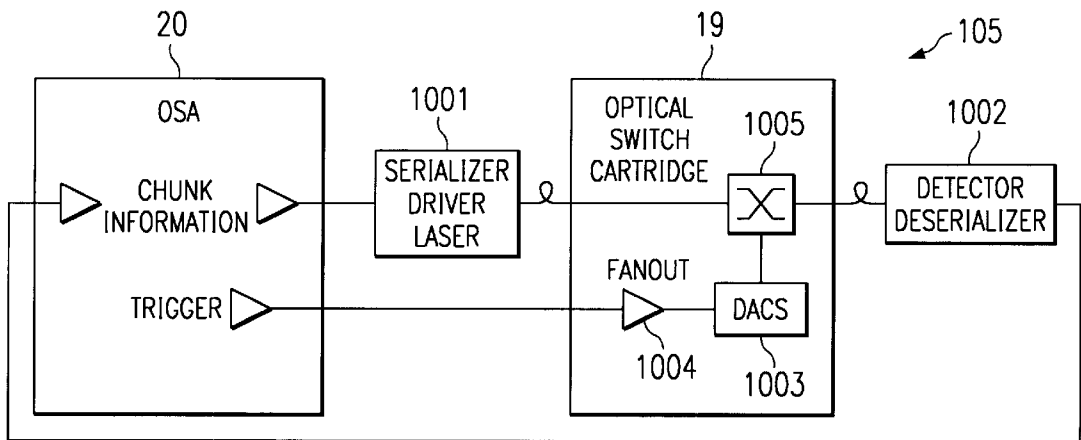 20
19
105
OSA
1001
OPTICAL
SWITCH
CARTRIDGE
1005
1002
CHUNK
INFORMATION
SERIALIZER
DRIVER
LASER
DETECTOR
DESERIALIZER
FANOUT
TRIGGER
DACS
1004
1003